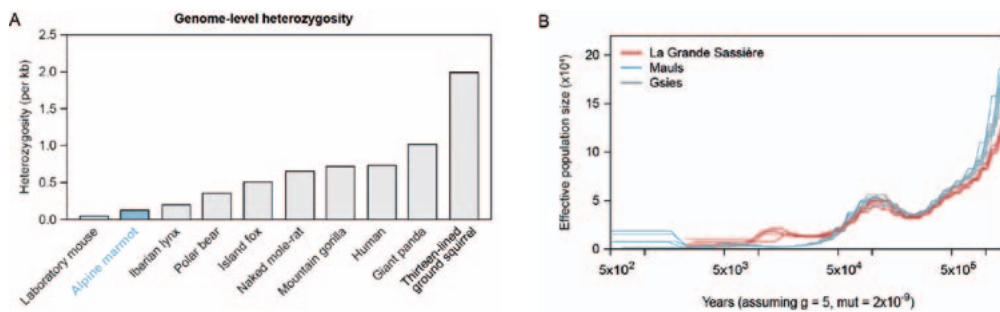 A
Genome-level heterozygosity
Heterozygosity (per kb)
2.5
2.0
1.5
1.0
0.5
0.0
Laboratory mouse
Alpine marmot
Iberian lynx
Polar bear
Island fox
Naked mole-rat
Mountain gorilla
Human
Giant panda
Thirteen-lined
ground squirrel
B
La Grande Sassière
Mauls
Gsies
Effective population size (x10⁴)
20
15
10
5
0
5x10²
5x10³
5x10⁴
5x10⁵
Years (assuming g = 5, mut = 2x10⁻⁹)